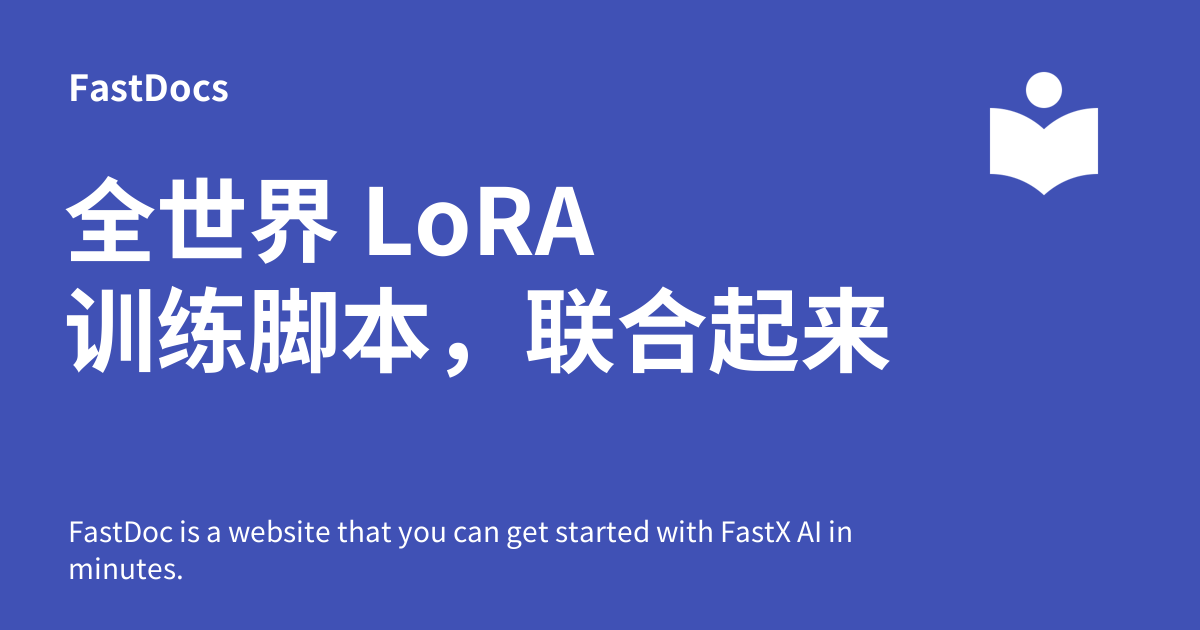 FastDocs
全世界 LoRA
训练脚本，联合起来
FastDoc is a website that you can get started with FastX AI in
minutes.